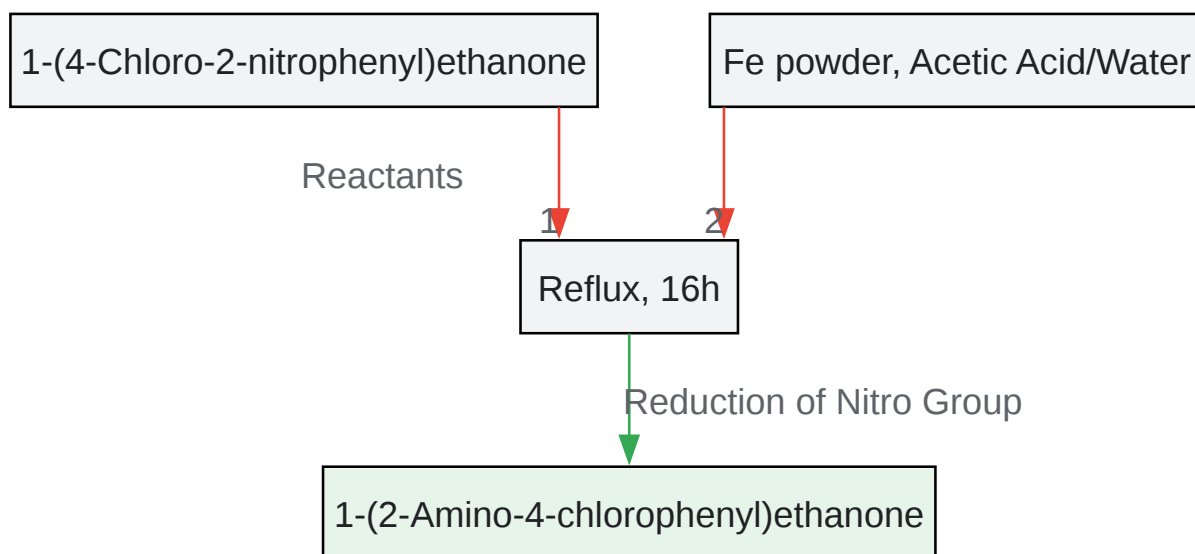 1-(4-Chloro-2-nitrophenyl)ethanone
Fe powder, Acetic Acid/Water
Reactants
1
2
Reflux, 16h
Reduction of Nitro Group
1-(2-Amino-4-chlorophenyl)ethanone